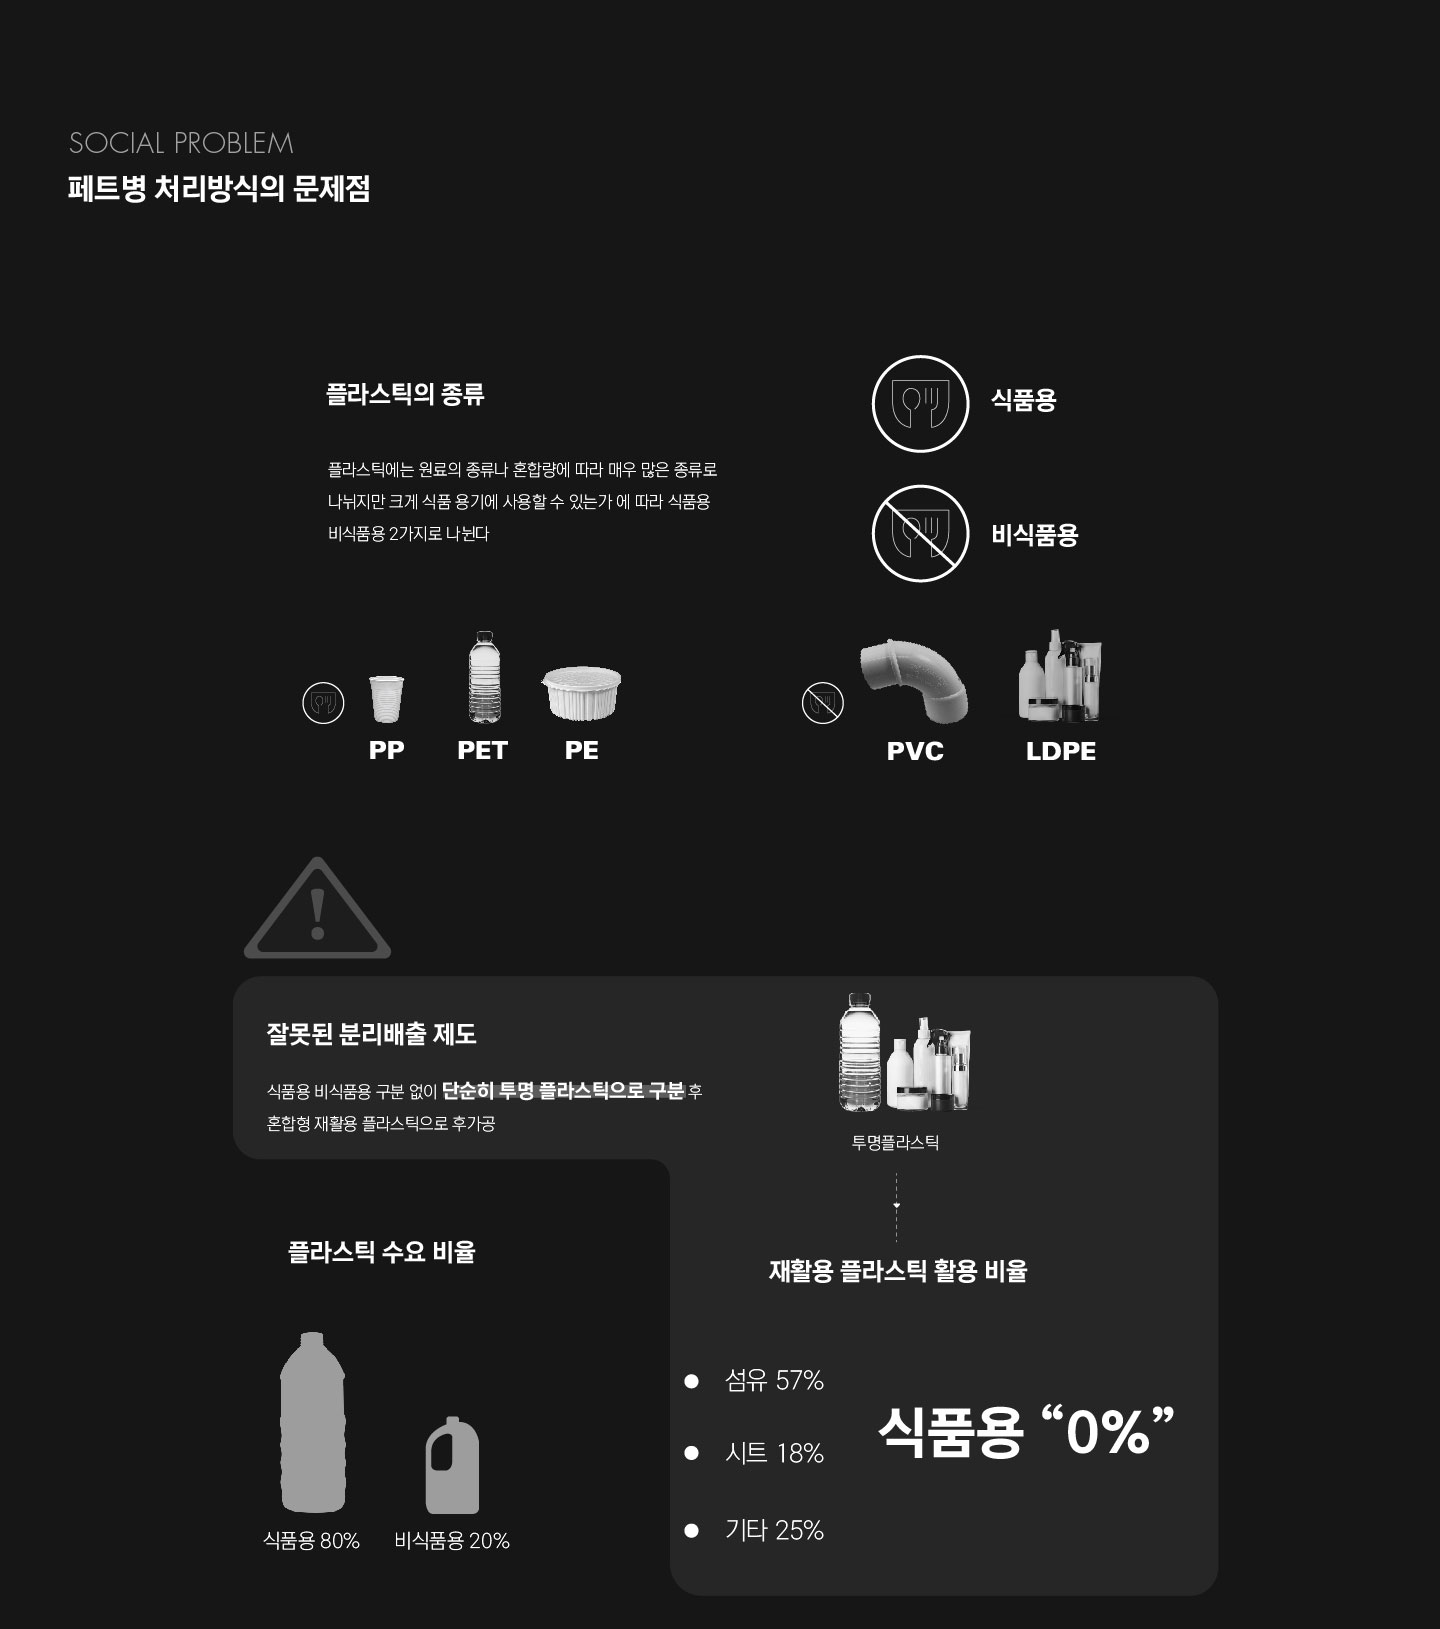 SOCIAL PROBLEM
페트병 처리방식의 문제점
플라스틱의 종류
플라스틱에는 원료의 종류나 혼합량에 따라 매우 많은 종류로
나뉘지만 크게 식품 용기에 사용할 수 있는가 에 따라 식품용
비식품용 2가지로 나뉜다
식품용
비식품용
PP
PET
PE
PVC
LDPE
잘못된 분리배출 제도
식품용 비식품용 구분 없이 단순히 투명 플라스틱으로 구분 후
혼합형 재활용 플라스틱으로 후가공
투명플라스틱
플라스틱 수요 비율
식품용 80%
비식품용 20%
재활용 플라스틱 활용 비율
섬유 57%
시트 18%
기타 25%
식품용 “0%”